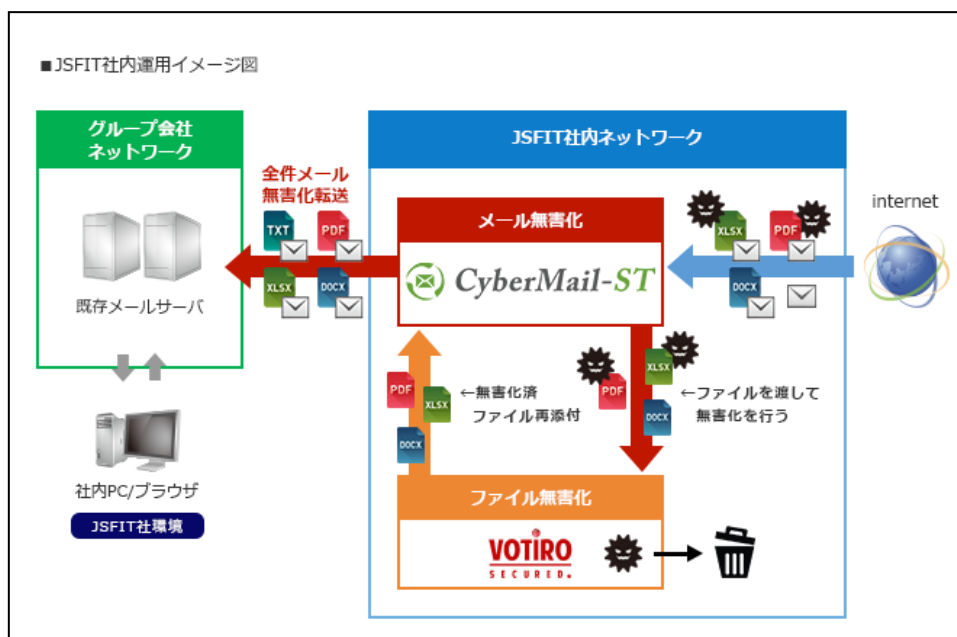 ■JSFIT社内運用イメージ図
グループ会社
ネットワーク
既存メールサーバ
社内PC/ブラウザ
JSFIT社環境
全件メール
無害化転送
TXT
PDF
XLSX
DOCX
JSFIT社内ネットワーク
メール無害化
CyberMail-ST
XLSX
PDF
DOCX
internet
PDF
XLSX
DOCX
←無害化済
ファイル再添付
PDF
XLSX
DOCX
←ファイルを渡して
無害化を行う
ファイル無害化
VOTIRO
SECURED.